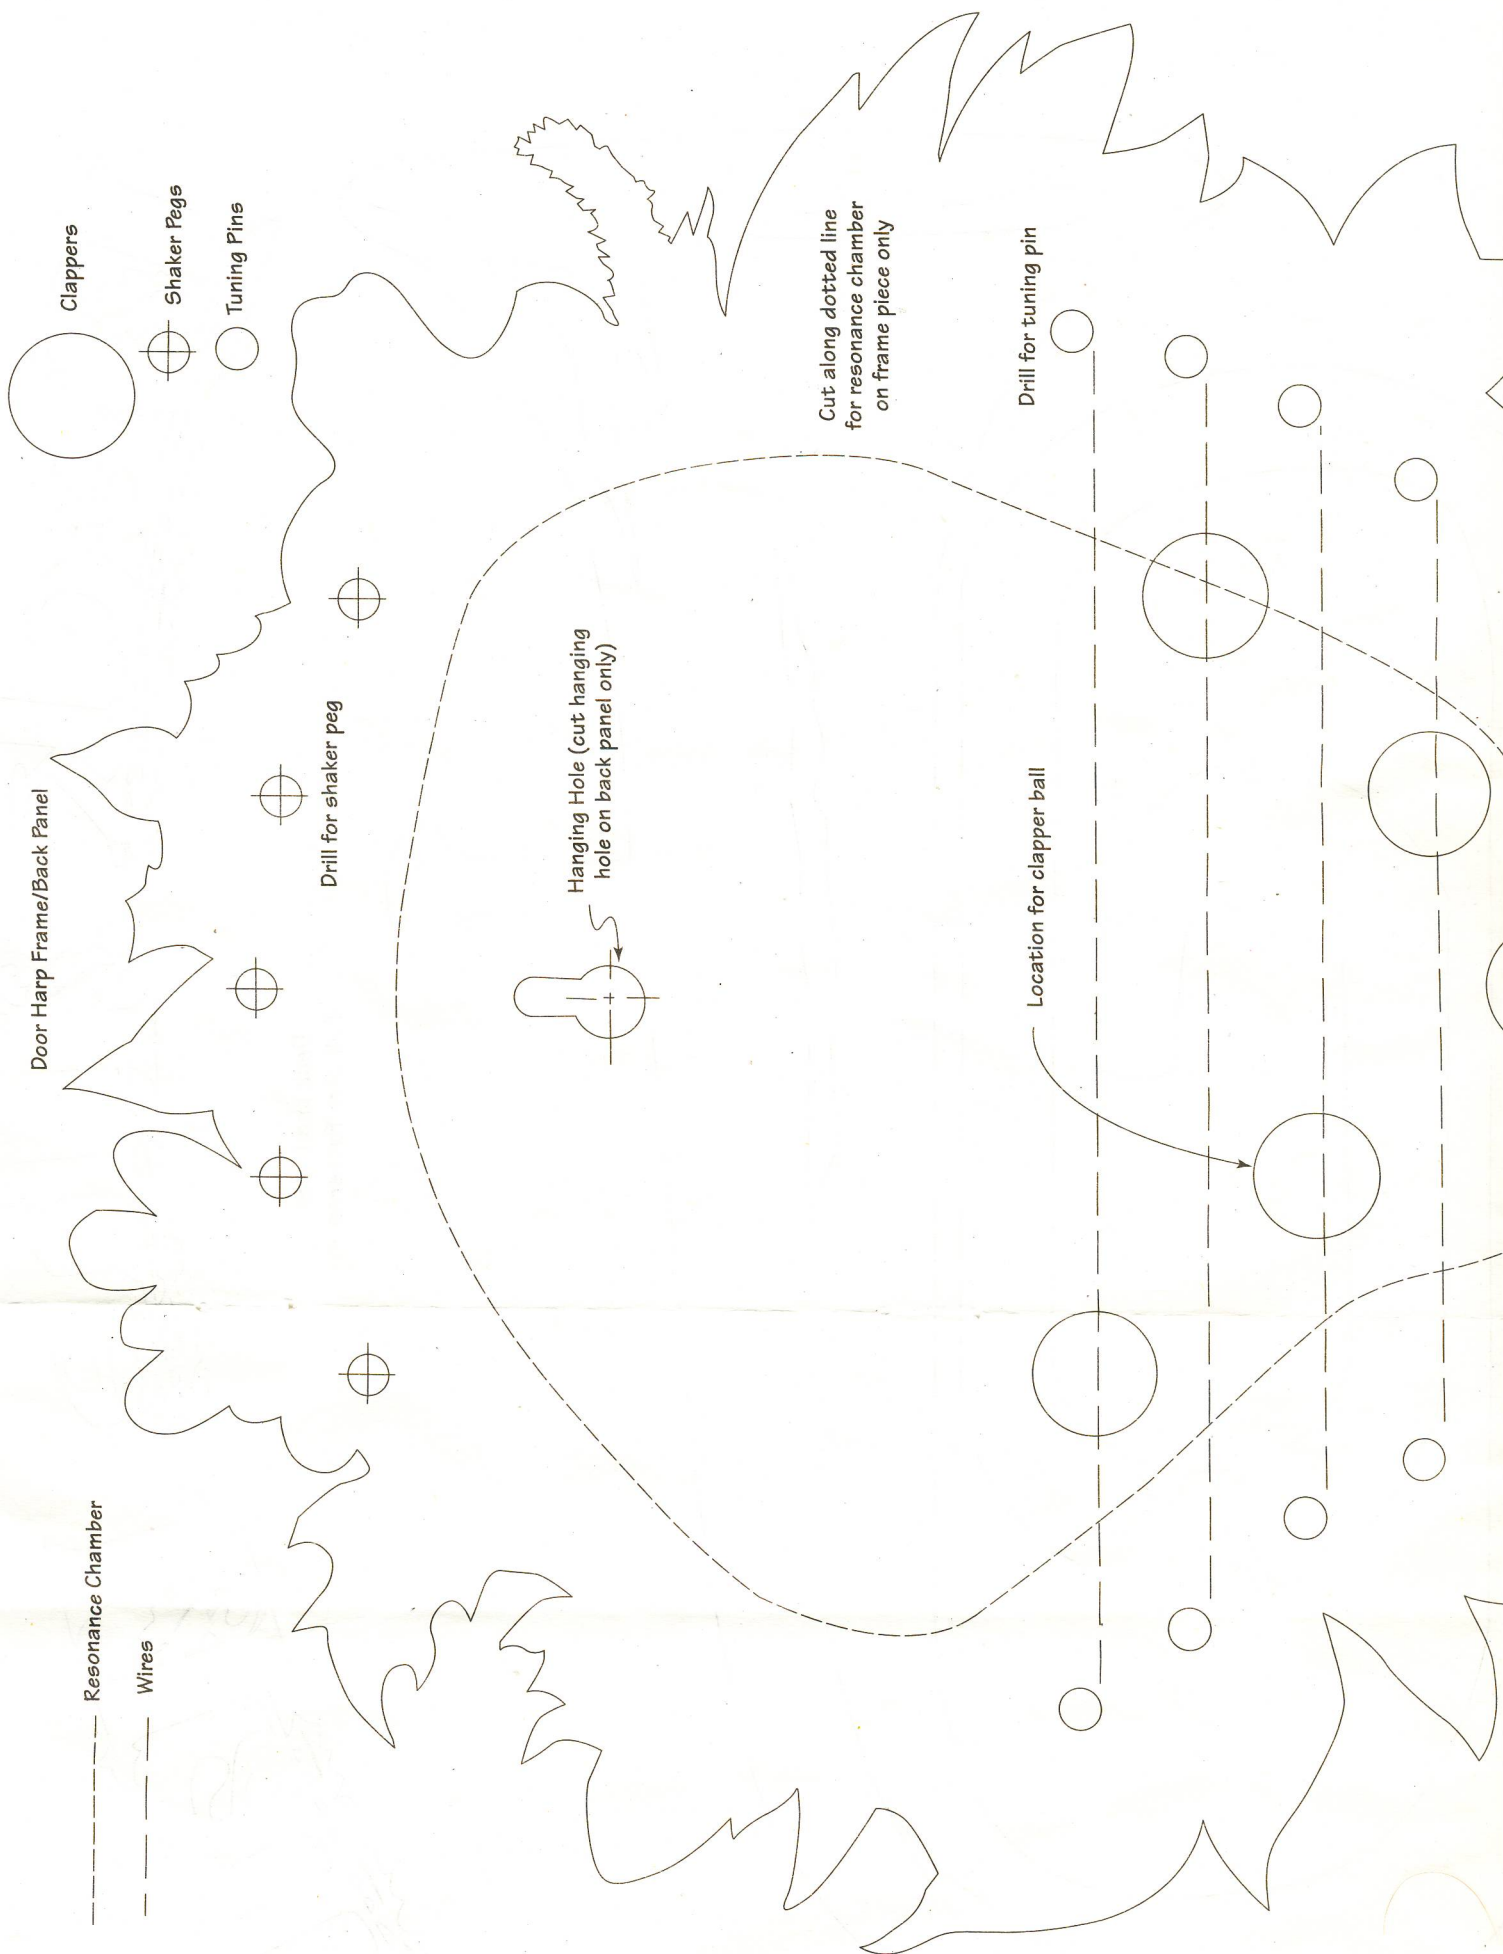 Door Harp Frame/Back Panel
Resonance Chamber
Wires
Clappers
Shaker Pegs
Tuning Pins
Drill for shaker peg
Hanging Hole (cut hanging
hole on back panel only)
Cut along dotted line
for resonance chamber
on frame piece only
Drill for tuning pin
Location for clapper ball